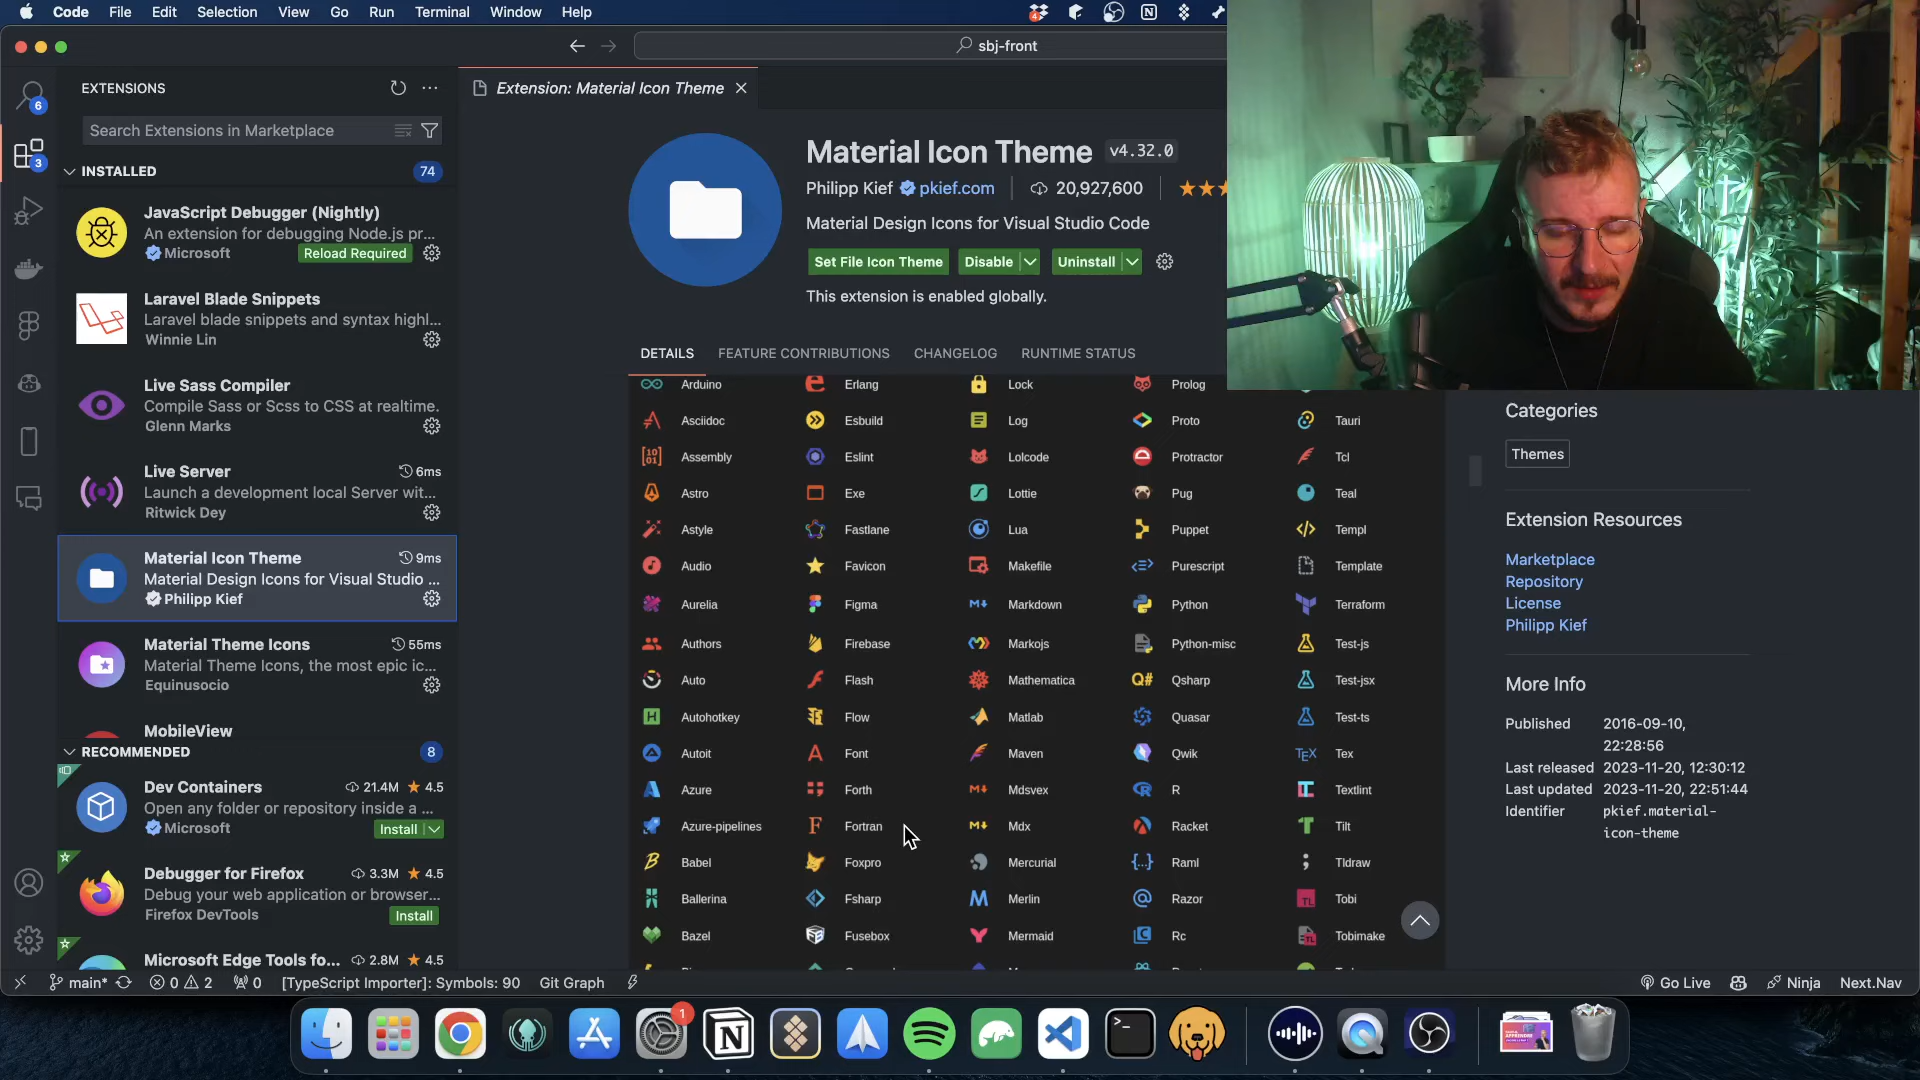 Code File Edit Selection View Go Run Terminal Window Help
4
sbj-front
EXTENSIONS
Search Extensions in Marketplace
INSTALLED 74
6
3
JavaScript Debugger (Nightly)
An extension for debugging Node.js pr...
Microsoft Reload Required
Laravel Blade Snippets
Laravel blade snippets and syntax highl...
Winnie Lin
Live Sass Compiler
Compile Sass or Scss to CSS at realtime.
Glenn Marks
Live Server 6ms
Launch a development local Server wit...
Ritwick Dey
Material Icon Theme 9ms
Material Design Icons for Visual Studio ...
Philipp Kief
Material Theme Icons 55ms
Material Theme Icons, the most epic ic...
Equinusocio
MobileView
RECOMMENDED 8
Dev Containers 21.4M 4.5
Open any folder or repository inside a ...
Microsoft Install
Debugger for Firefox 3.3M 4.5
Debug your web application or browser...
Firefox DevTools Install
Microsoft Edge Tools fo... 2.8M 4.5
Extension: Material Icon Theme
Material Icon Theme v4.32.0
Philipp Kief pkief.com 20,927,600
Material Design Icons for Visual Studio Code
Set File Icon Theme Disable Uninstall
This extension is enabled globally.
DETAILS FEATURE CONTRIBUTIONS CHANGELOG RUNTIME STATUS
Arduino Erlang Lock Prolog
Asciidoc Esbuild Log Proto Tauri
Assembly Eslint Lolcode Protractor Tcl
Astro Exe Lottie Pug Teal
Astyle Fastlane Lua Puppet Templ
Audio Favicon Makefile Purescript Template
Aurelia Figma Markdown Python Terraform
Authors Firebase Markojs Python-misc Test-js
Auto Flash Mathematica Qsharp Test-jsx
Autohotkey Flow Matlab Quasar Test-ts
Autoit Font Maven Qwik Tex
Azure Forth Mdsvex R Textlint
Azure-pipelines Fortran Mdx Racket Tilt
Babel Foxpro Mercurial Raml Tldraw
Ballerina Fsharp Merlin Razor Tobi
Bazel Fusebox Mermaid Rc Tobimake
Categories
Themes
Extension Resources
Marketplace
Repository
License
Philipp Kief
More Info
Published 2016-09-10,
22:28:56
Last released 2023-11-20, 12:30:12
Last updated 2023-11-20, 22:51:44
Identifier pkief.material-
icon-theme
main* 0 2 0 [TypeScript Importer]: Symbols: 90 Git Graph Go Live Ninja Next.Nav
1